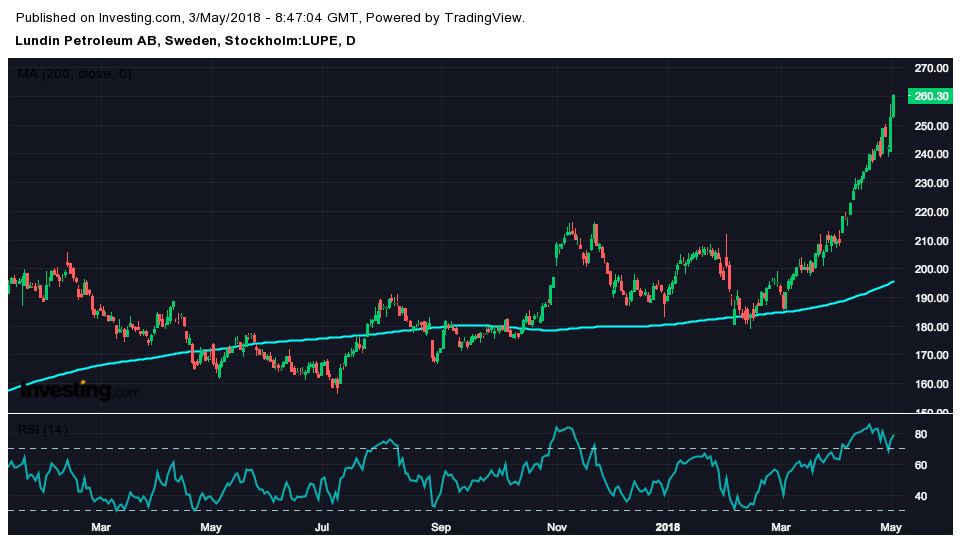 Published on Investing.com, 3/May/2018 - 8:47:04 GMT, Powered by TradingView.
Lundin Petroleum AB, Sweden, Stockholm:LUPE, D
MA (200, close, 0)
270.00
260.30
250.00
240.00
230.00
220.00
210.00
200.00
190.00
180.00
170.00
160.00
150.00
Investing.com
RSI (14)
80
60
40
Mar May Jul Sep Nov 2018 Mar May